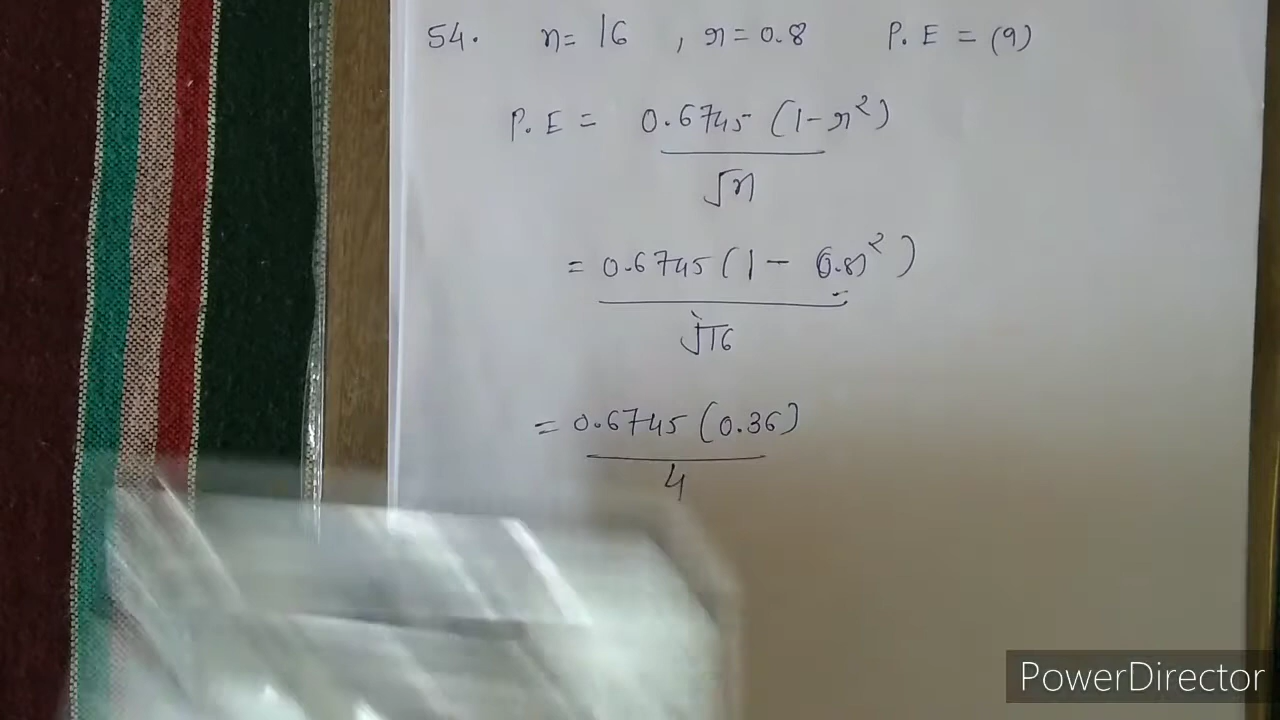 54. n= 16 , r=0.8 P.E = (9)
P.E = 0.6745 (1-r²)
√n
= 0.6745 (1 - 0.8)² )
√16
= 0.6745 (0.36)
4
PowerDirector